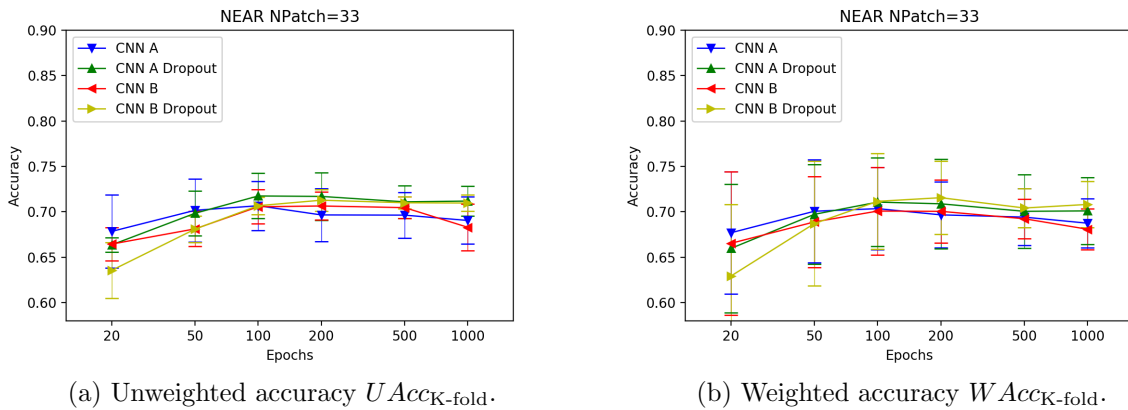 NEAR NPatch=33
0.90
0.85
0.80
0.75
0.70
0.65
0.60
Accuracy
CNN A
CNN A Dropout
CNN B
CNN B Dropout
20 50 100 200 500 1000
Epochs
(a) Unweighted accuracy UAcc_K-fold.
NEAR NPatch=33
0.90
0.85
0.80
0.75
0.70
0.65
0.60
Accuracy
CNN A
CNN A Dropout
CNN B
CNN B Dropout
20 50 100 200 500 1000
Epochs
(b) Weighted accuracy WAcc_K-fold.